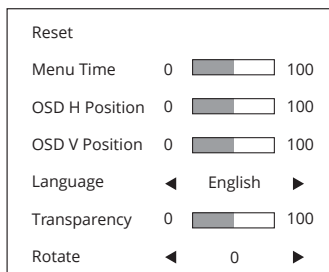 Reset
Menu Time 0 100
OSD H Position 0 100
OSD V Position 0 100
Language English
Transparency 0 100
Rotate 0